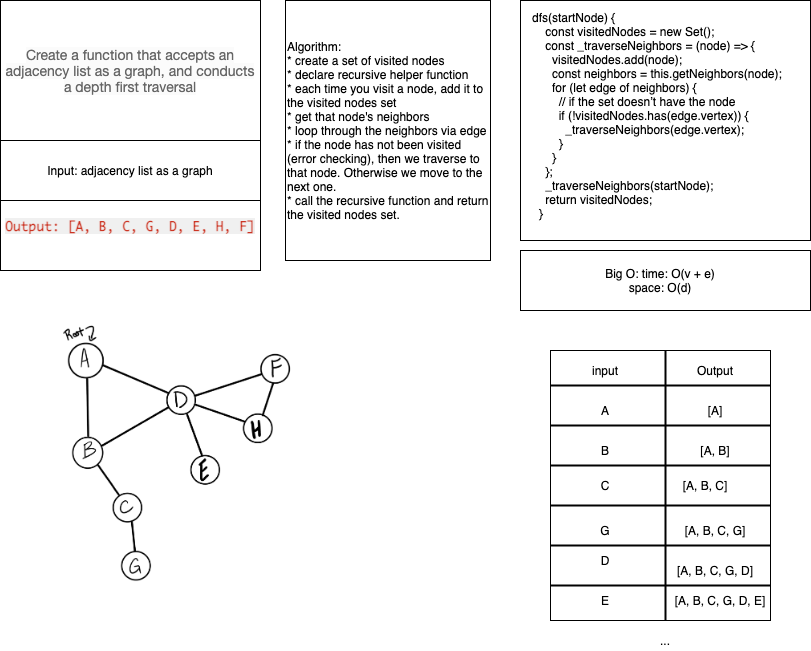 Create a function that accepts an
adjacency list as a graph, and conducts
a depth first traversal
Input: adjacency list as a graph
Output: [A, B, C, G, D, E, H, F]
Algorithm:
* create a set of visited nodes
* declare recursive helper function
* each time you visit a node, add it to
the visited nodes set
* get that node's neighbors
* loop through the neighbors via edge
* if the node has not been visited
(error checking), then we traverse to
that node. Otherwise we move to the
next one.
* call the recursive function and return
the visited nodes set.
dfs(startNode) {
const visitedNodes = new Set();
const _traverseNeighbors = (node) => {
visitedNodes.add(node);
const neighbors = this.getNeighbors(node);
for (let edge of neighbors) {
// if the set doesn't have the node
if (!visitedNodes.has(edge.vertex)) {
_traverseNeighbors(edge.vertex);
}
}
};
_traverseNeighbors(startNode);
return visitedNodes;
}
Big O: time: O(v + e)
space: O(d)
Root
A
F
D
H
B
E
C
G
input Output
A [A]
B [A, B]
C [A, B, C]
G [A, B, C, G]
D [A, B, C, G, D]
E [A, B, C, G, D, E]
...